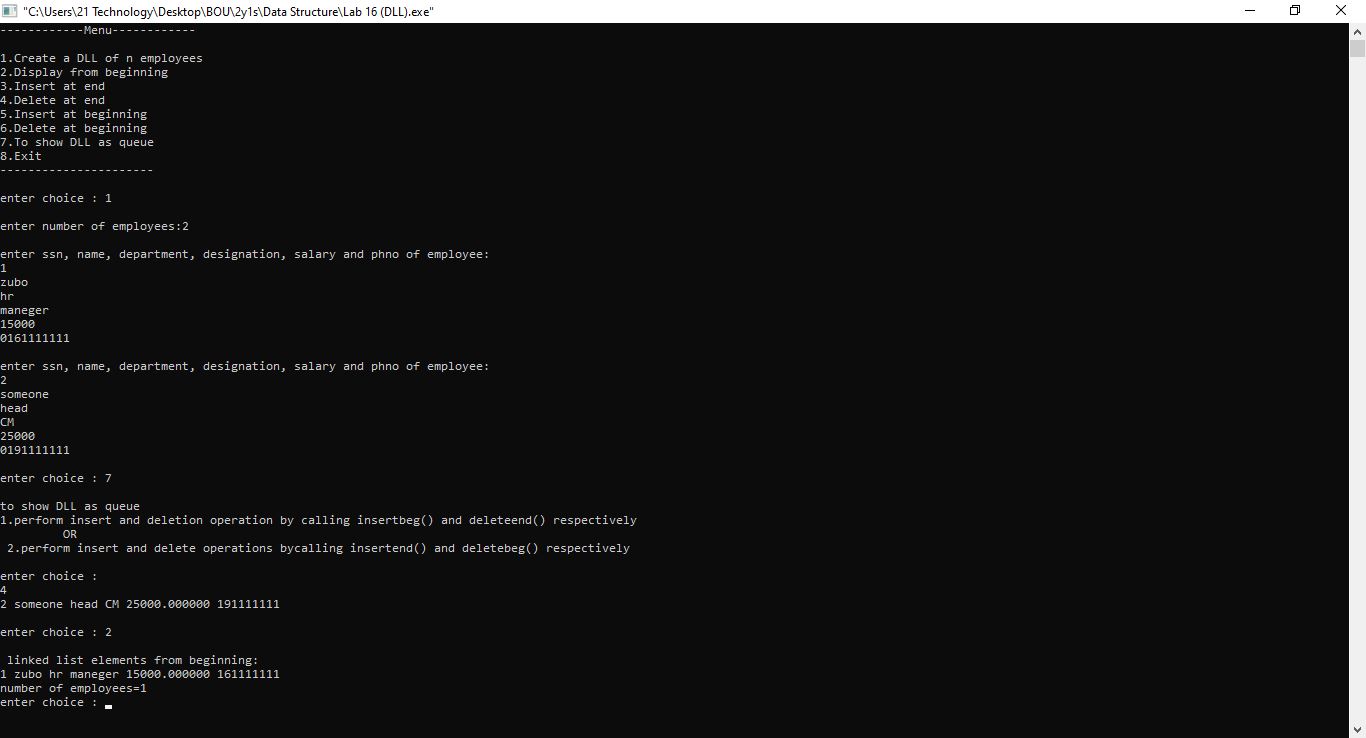 "C:\Users\21 Technology\Desktop\BOU\2y1s\Data Structure\Lab 16 (DLL).exe"
------------Menu------------
1.Create a DLL of n employees
2.Display from beginning
3.Insert at end
4.Delete at end
5.Insert at beginning
6.Delete at beginning
7.To show DLL as queue
8.Exit
----------------------
enter choice : 1
enter number of employees:2
enter ssn, name, department, designation, salary and phno of employee:
1
zubo
hr
maneger
15000
0161111111
enter ssn, name, department, designation, salary and phno of employee:
2
someone
head
CM
25000
0191111111
enter choice : 7
to show DLL as queue
1.perform insert and deletion operation by calling insertbeg() and deleteend() respectively
OR
2.perform insert and delete operations bycalling insertend() and deletebeg() respectively
enter choice :
4
2 someone head CM 25000.000000 191111111
enter choice : 2
linked list elements from beginning:
1 zubo hr maneger 15000.000000 161111111
number of employees=1
enter choice :